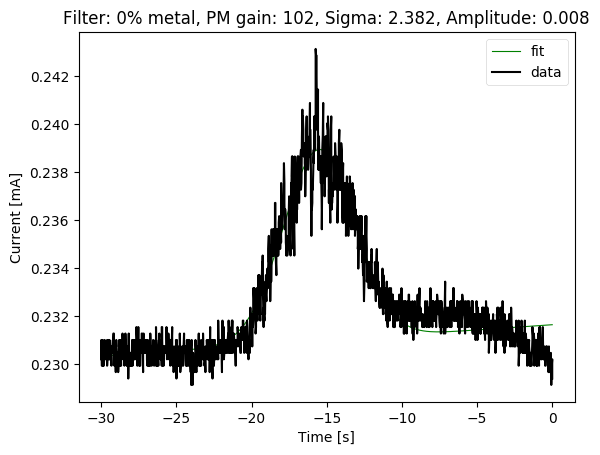 Filter: 0% metal, PM gain: 102, Sigma: 2.382, Amplitude: 0.008
fit
data
Current [mA]
0.242
0.240
0.238
0.236
0.234
0.232
0.230
−30 −25 −20 −15 −10 −5 0
Time [s]